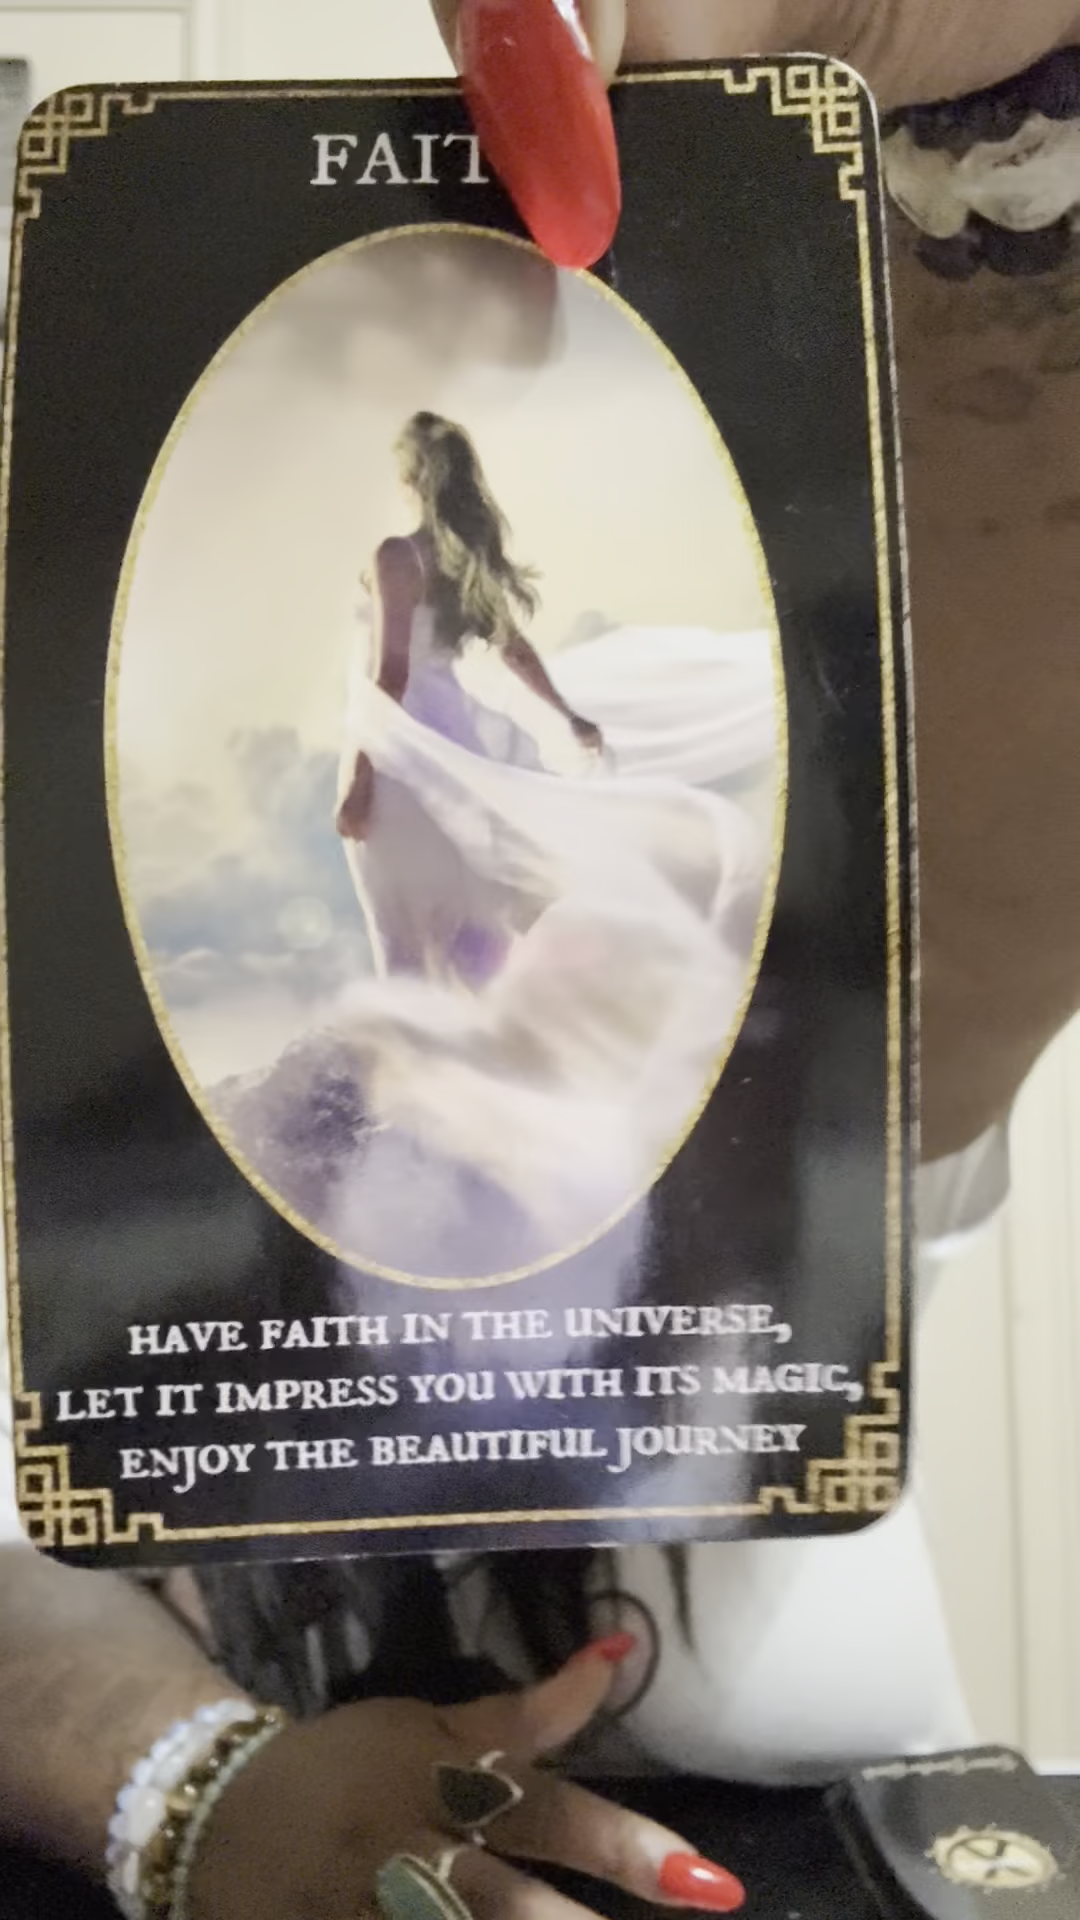 FAIT
HAVE FAITH IN THE UNIVERSE,
LET IT IMPRESS YOU WITH ITS MAGIC,
ENJOY THE BEAUTIFUL JOURNEY